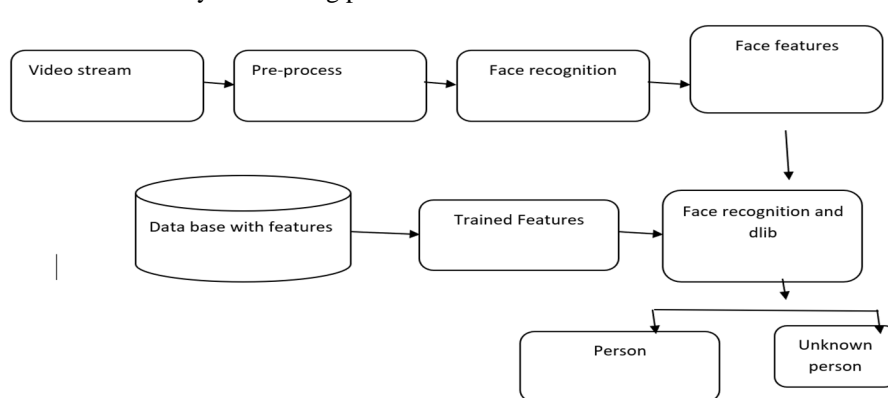 Video stream
Pre-process
Face recognition
Face features
Data base with features
Trained Features
Face recognition and
dlib
Person
Unknown
person